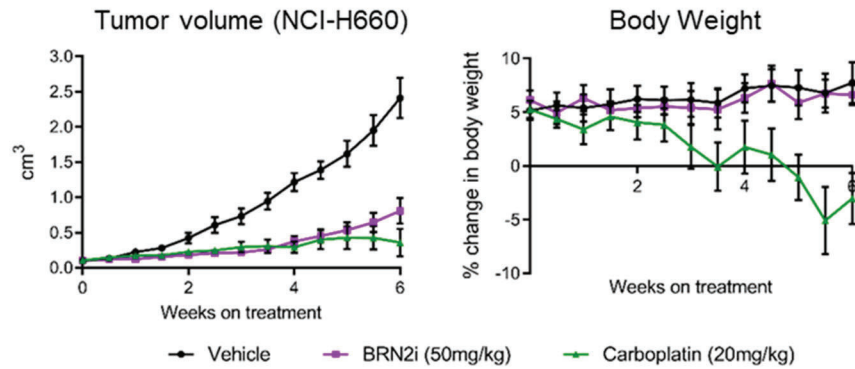 Tumor volume (NCI-H660)
3.0
2.5
2.0
1.5
1.0
0.5
0.0
cm³
0 2 4 6
Weeks on treatment
Body Weight
10
5
0
-5
-10
% change in body weight
2 4 6
Weeks on treatment
Vehicle BRN2i (50mg/kg) Carboplatin (20mg/kg)